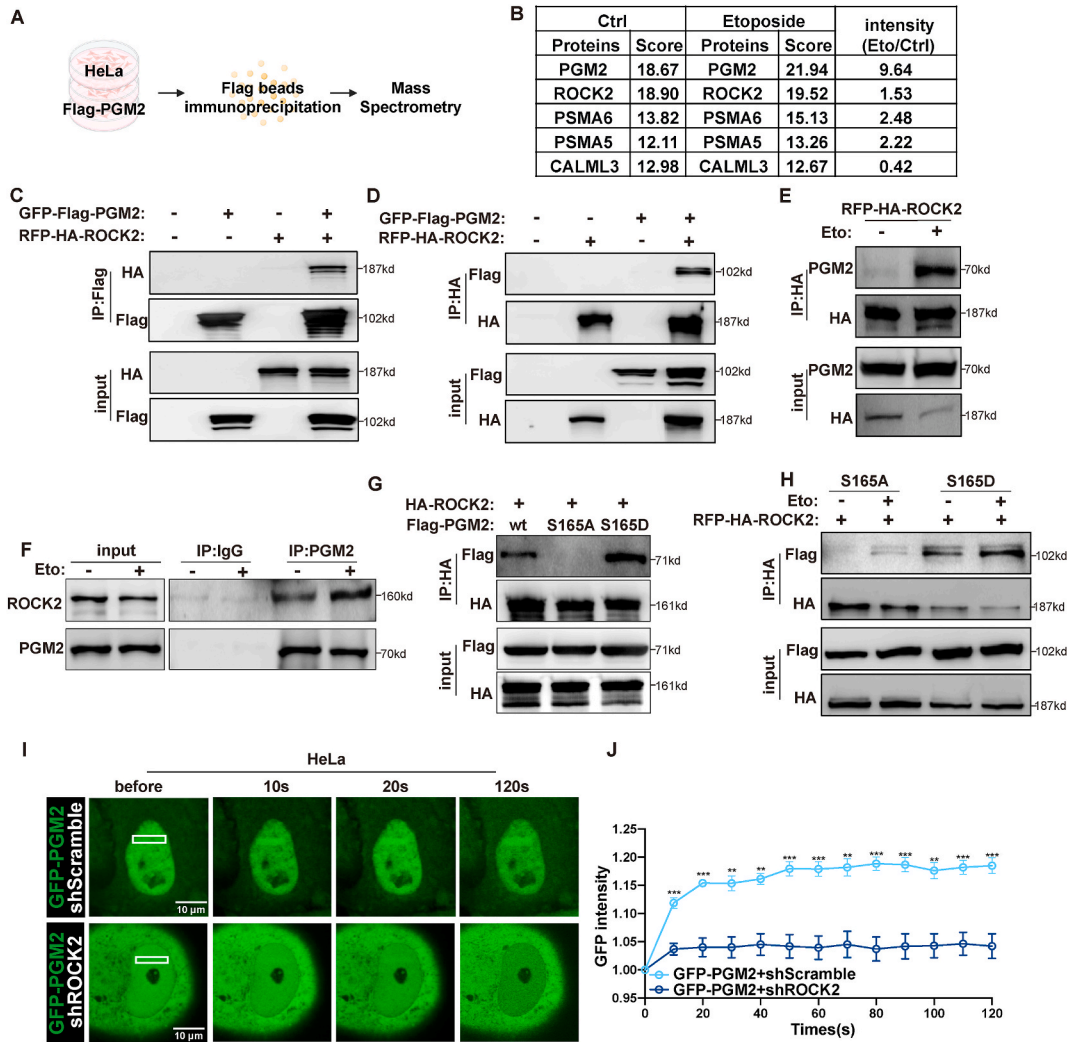 A
HeLa
Flag-PGM2
Flag beads
immunoprecipitation
Mass
Spectrometry
B
Ctrl Etoposide intensity
(Eto/Ctrl)
Proteins Score Proteins Score
PGM2 18.67 PGM2 21.94 9.64
ROCK2 18.90 ROCK2 19.52 1.53
PSMA6 13.82 PSMA6 15.13 2.48
PSMA5 12.11 PSMA5 13.26 2.22
CALML3 12.98 CALML3 12.67 0.42
C
GFP-Flag-PGM2: - + - +
RFP-HA-ROCK2: - - + +
IP:Flag
HA 187kd
Flag 102kd
input
HA 187kd
Flag 102kd
D
GFP-Flag-PGM2: - - + +
RFP-HA-ROCK2: - + - +
IP:HA
Flag 102kd
HA 187kd
input
Flag 102kd
HA 187kd
E
RFP-HA-ROCK2
Eto: - +
IP:HA
PGM2 70kd
HA 187kd
input
PGM2 70kd
HA 187kd
F
input IP:IgG IP:PGM2
Eto: - + - + - +
ROCK2 160kd
PGM2 70kd
G
HA-ROCK2: + + +
Flag-PGM2: wt S165A S165D
IP:HA
Flag 71kd
HA 161kd
input
Flag 71kd
HA 161kd
H
S165A S165D
Eto: - + - +
RFP-HA-ROCK2: + + + +
IP:HA
Flag 102kd
HA 187kd
input
Flag 102kd
HA 187kd
I
HeLa
before 10s 20s 120s
GFP-PGM2
shScramble
10 μm
GFP-PGM2
shROCK2
10 μm
J
GFP intensity
1.25
1.20
1.15
1.10
1.05
1.00
0.95
*** *** ** ** *** *** ** *** *** ** *** ***
GFP-PGM2+shScramble
GFP-PGM2+shROCK2
0 20 40 60 80 100 120
Times(s)